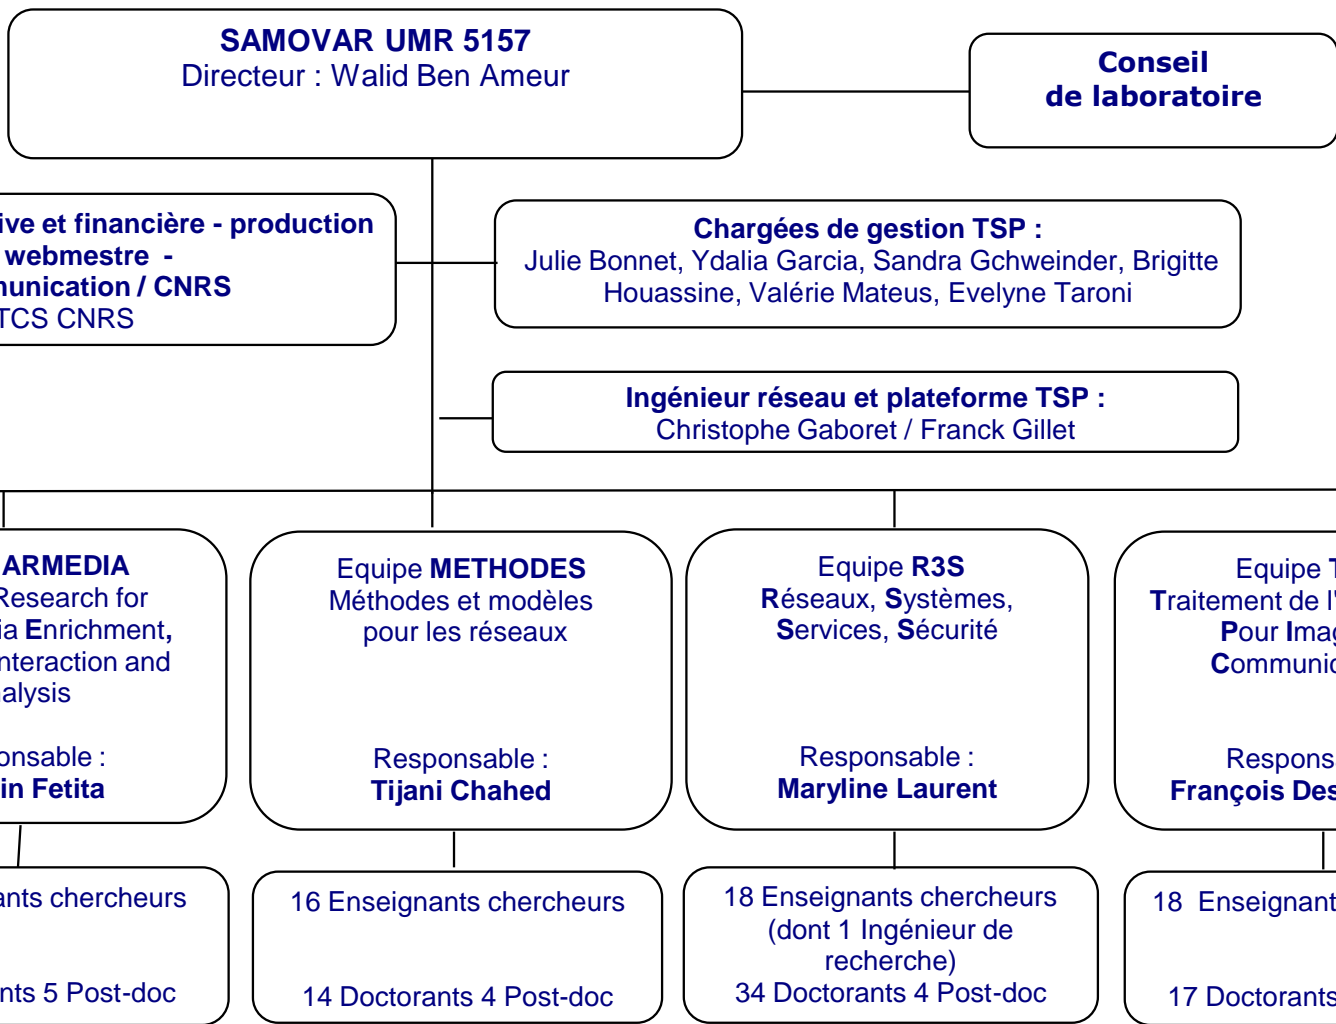 SAMOVAR UMR 5157
Directeur : Walid Ben Ameur
Conseil
de laboratoire
ive et financière - production
webmestre -
munication / CNRS
TCS CNRS
Chargées de gestion TSP :
Julie Bonnet, Ydalia Garcia, Sandra Gchweinder, Brigitte
Houassine, Valérie Mateus, Evelyne Taroni
Ingénieur réseau et plateforme TSP :
Christophe Gaboret / Franck Gillet
ARMEDIA
Research for
ia Enrichment,
nteraction and
alysis
onsable :
in Fetita
Equipe METHODES
Méthodes et modèles
pour les réseaux
Responsable :
Tijani Chahed
Equipe R3S
Réseaux, Systèmes,
Services, Sécurité
Responsable :
Maryline Laurent
Equipe T
Traitement de l'
Pour Imag
Communic
Respons
François Des
ants chercheurs
nts 5 Post-doc
16 Enseignants chercheurs
14 Doctorants 4 Post-doc
18 Enseignants chercheurs
(dont 1 Ingénieur de
recherche)
34 Doctorants 4 Post-doc
18 Enseignant
17 Doctorants